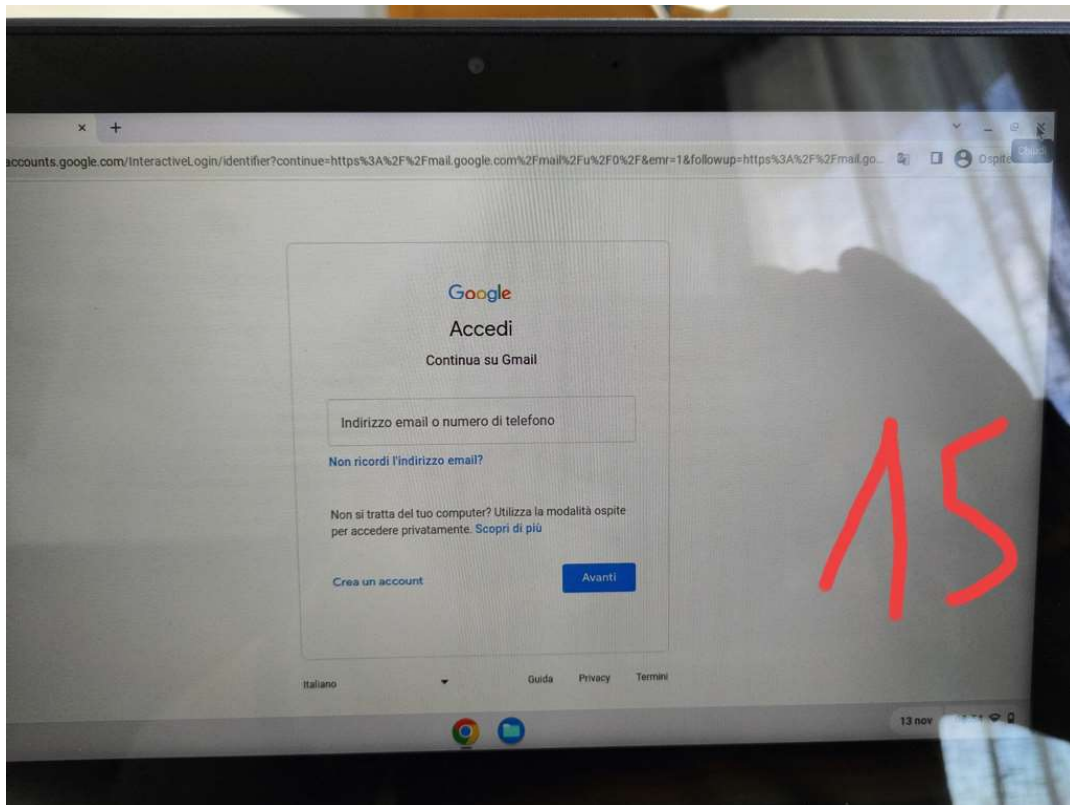 accounts.google.com/InteractiveLogin/identifier?continue=https%3A%2F%2Fmail.google.com%2Fmail%2Fu%2F0%2F&emr=1&followup=https%3A%2F%2Fmail.go...
Ospite
Chiudi
Google
Accedi
Continua su Gmail
Indirizzo email o numero di telefono
Non ricordi l'indirizzo email?
Non si tratta del tuo computer? Utilizza la modalità ospite
per accedere privatamente. Scopri di più
Crea un account
Avanti
15
Italiano
Guida Privacy Termini
13 nov